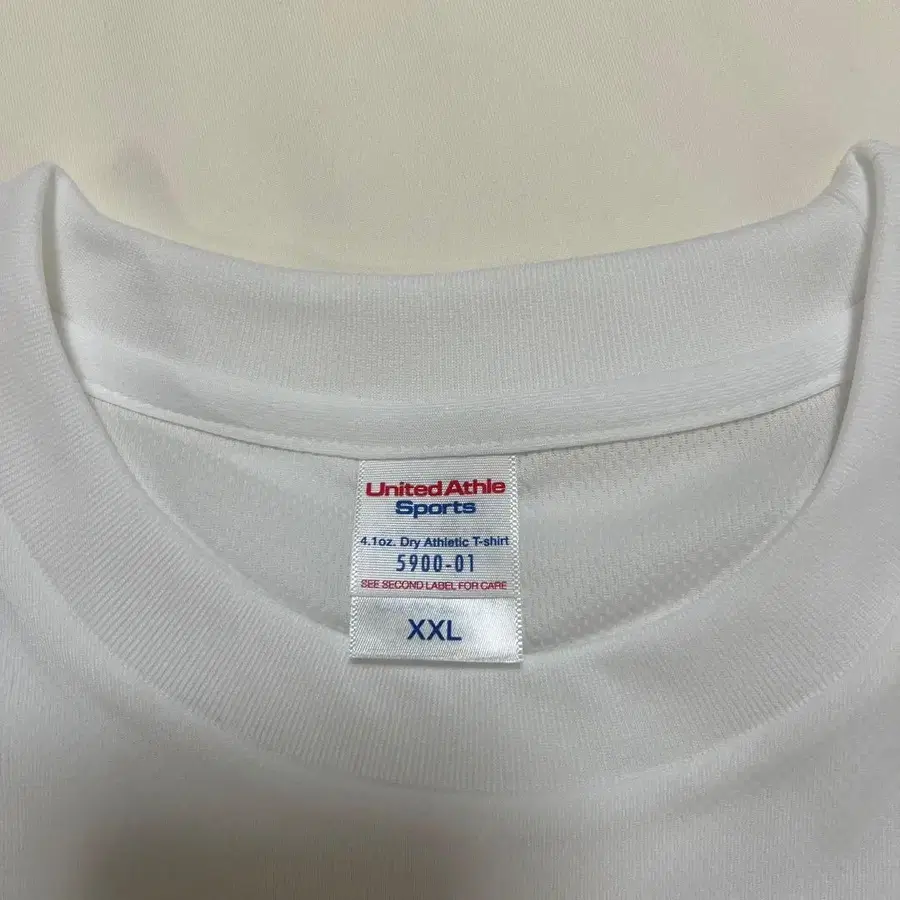 United Athle
Sports
4.1oz. Dry Athletic T-shirt
5900-01
SEE SECOND LABEL FOR CARE
XXL